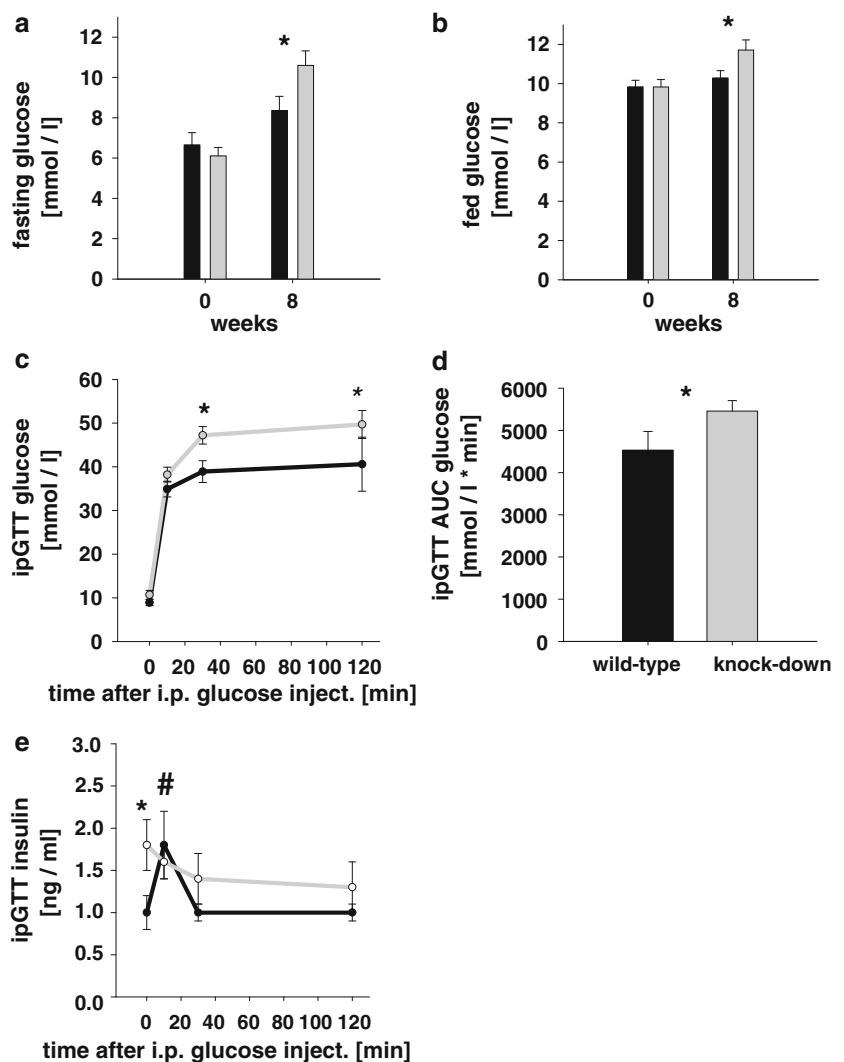 a
fasting glucose
[mmol / l]
12
10
8
6
4
2
0
*
0 8
weeks
b
fed glucose
[mmol / l]
12
10
8
6
4
2
0
*
0 8
weeks
c
ipGTT glucose
[mmol / l]
60
50
40
30
20
10
0
* *
0 20 40 60 80 100 120
time after i.p. glucose inject. [min]
d
ipGTT AUC glucose
[mmol / l * min]
6000
5000
4000
3000
2000
1000
0
*
wild-type knock-down
e
ipGTT insulin
[ng / ml]
3.0
2.5
2.0
1.5
1.0
0.5
0.0
* #
0 20 40 60 80 100 120
time after i.p. glucose inject. [min]